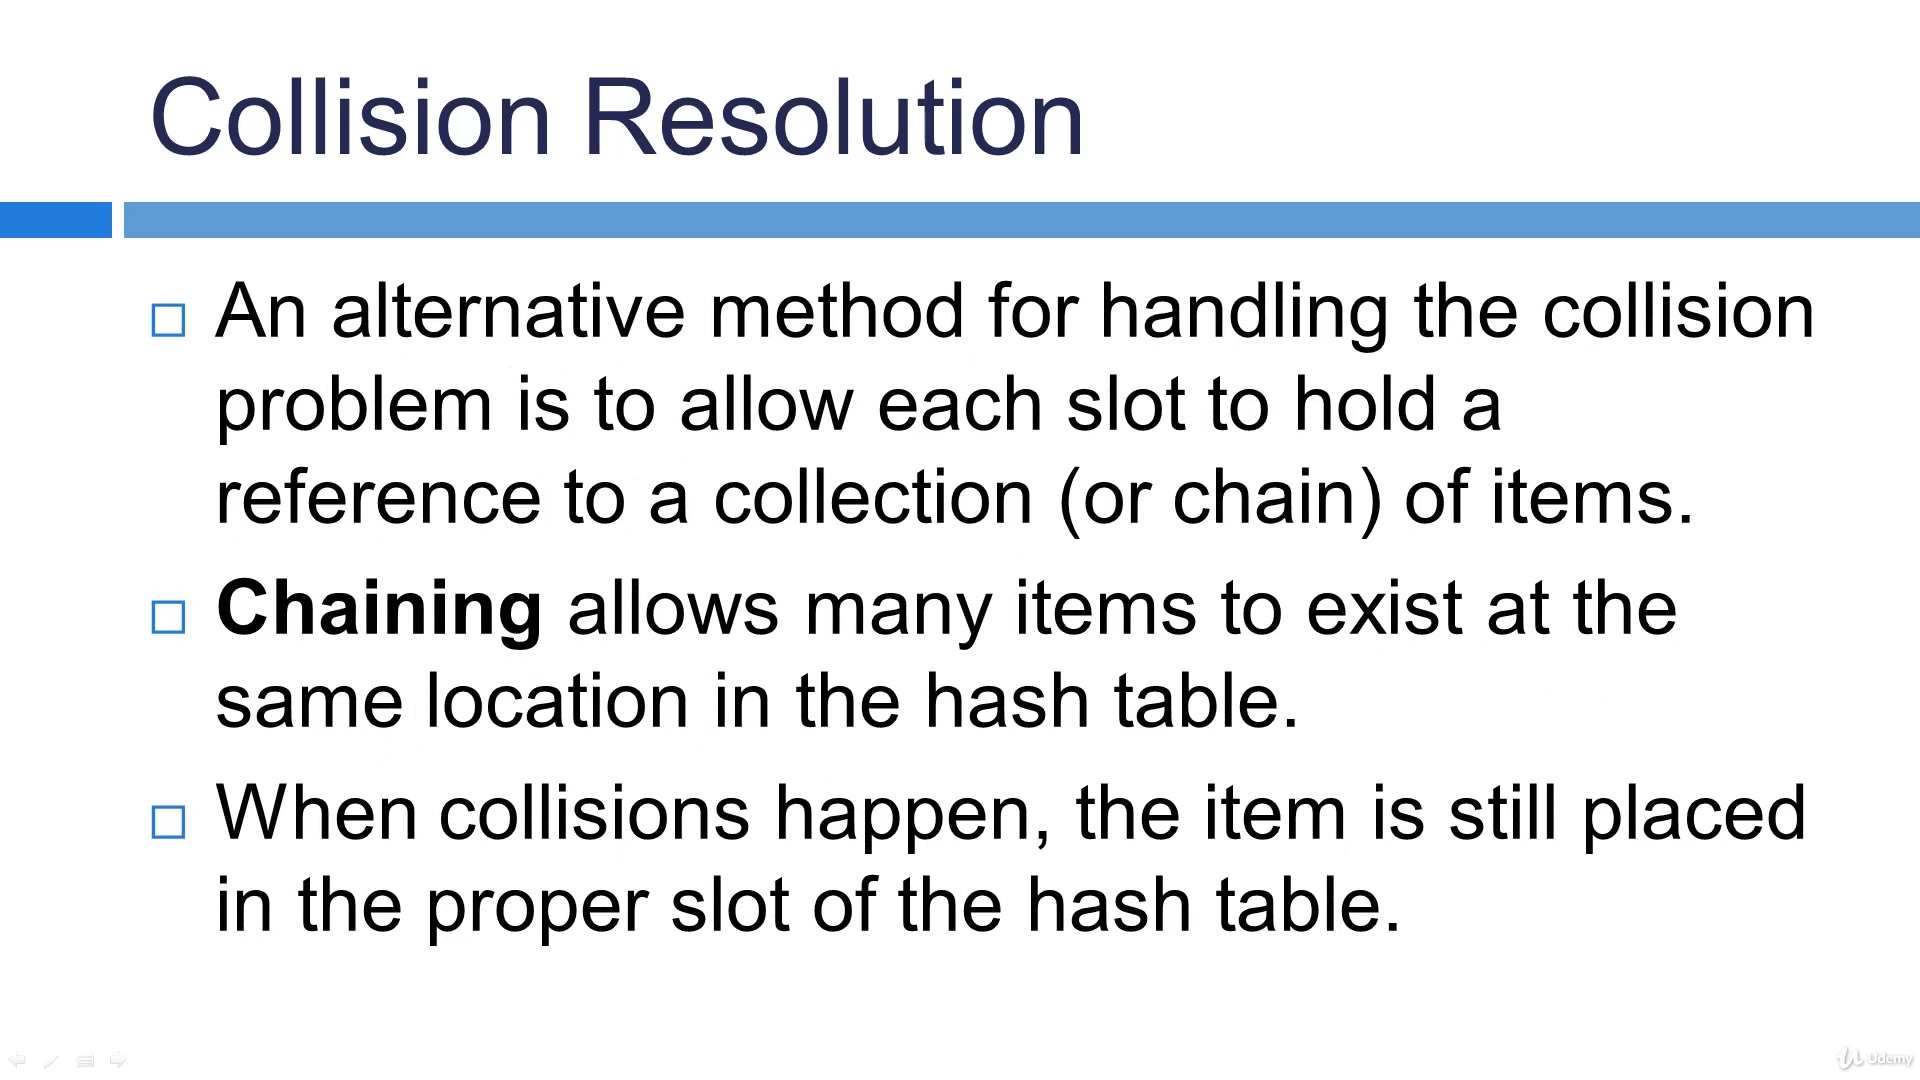 Collision Resolution
An alternative method for handling the collision
problem is to allow each slot to hold a
reference to a collection (or chain) of items.
Chaining allows many items to exist at the
same location in the hash table.
When collisions happen, the item is still placed
in the proper slot of the hash table.
Udemy